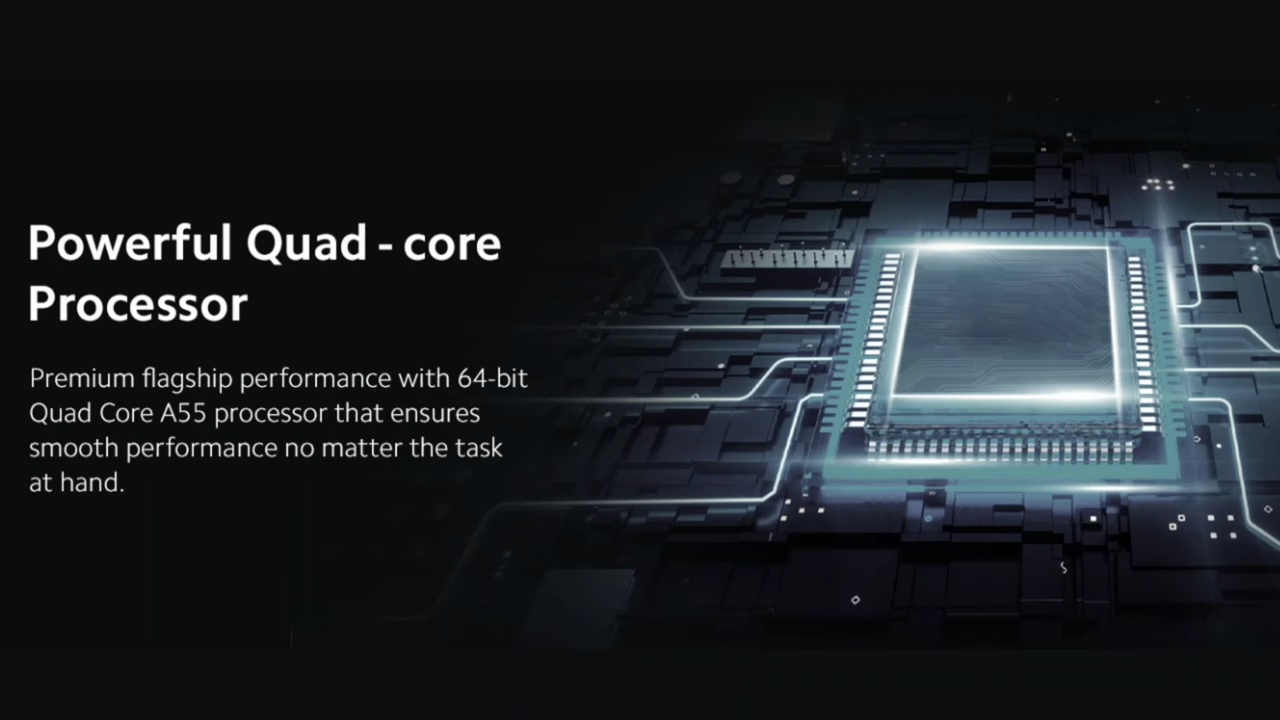 Powerful Quad - core
Processor
Premium flagship performance with 64-bit
Quad Core A55 processor that ensures
smooth performance no matter the task
at hand.